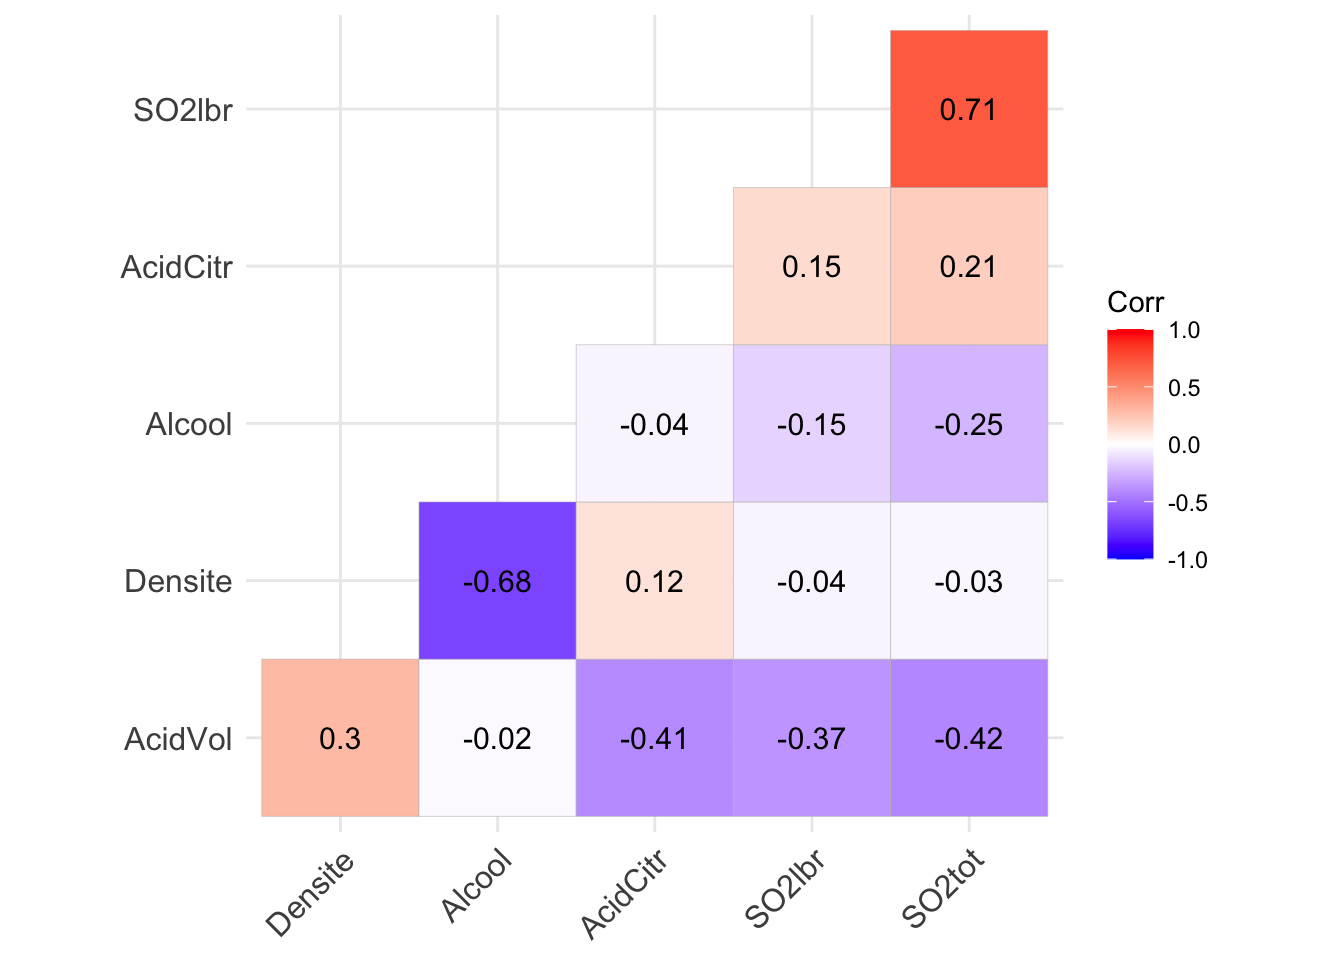 SO2lbr
0.71
AcidCitr
0.15
0.21
Alcool
-0.04
-0.15
-0.25
Densite
-0.68
0.12
-0.04
-0.03
AcidVol
0.3
-0.02
-0.41
-0.37
-0.42
Densite
Alcool
AcidCitr
SO2lbr
SO2tot
Corr
1.0
0.5
0.0
-0.5
-1.0